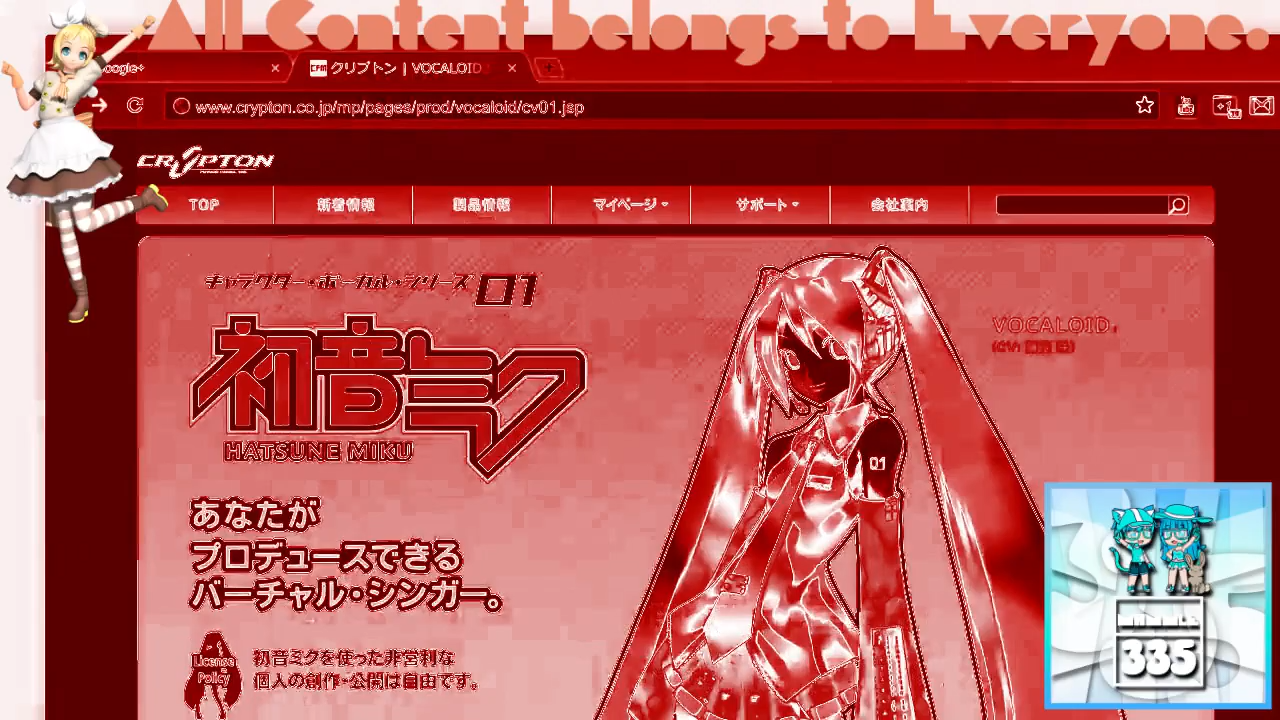 All Content belongs to Everyone.
oogle+
CFM クリプトン | VOCALOID2
www.crypton.co.jp/mp/pages/prod/vocaloid/cv01.jsp
CRYPTON
TOP 新着情報 製品情報 マイページ サポート 会社案内
キャラクター・ボーカル・シリーズ 01
初音ミク
HATSUNE MIKU
VOCALOID
01
あなたが
プロデュースできる
バーチャル・シンガー。
License
Policy
初音ミクを使った非営利な
個人の創作・公開は自由です。
335